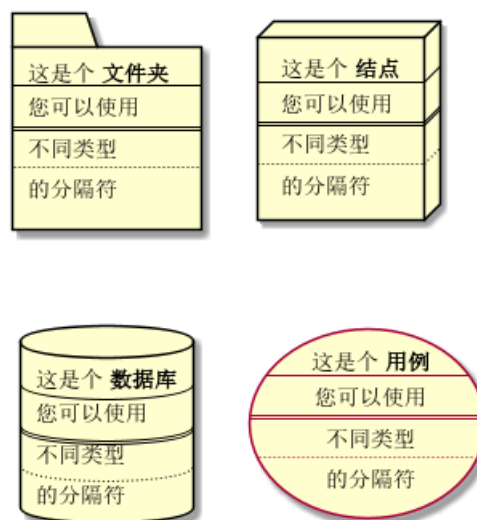 这是个 文件夹
您可以使用
不同类型
的分隔符
这是个 结点
您可以使用
不同类型
的分隔符
这是个 数据库
您可以使用
不同类型
的分隔符
这是个 用例
您可以使用
不同类型
的分隔符